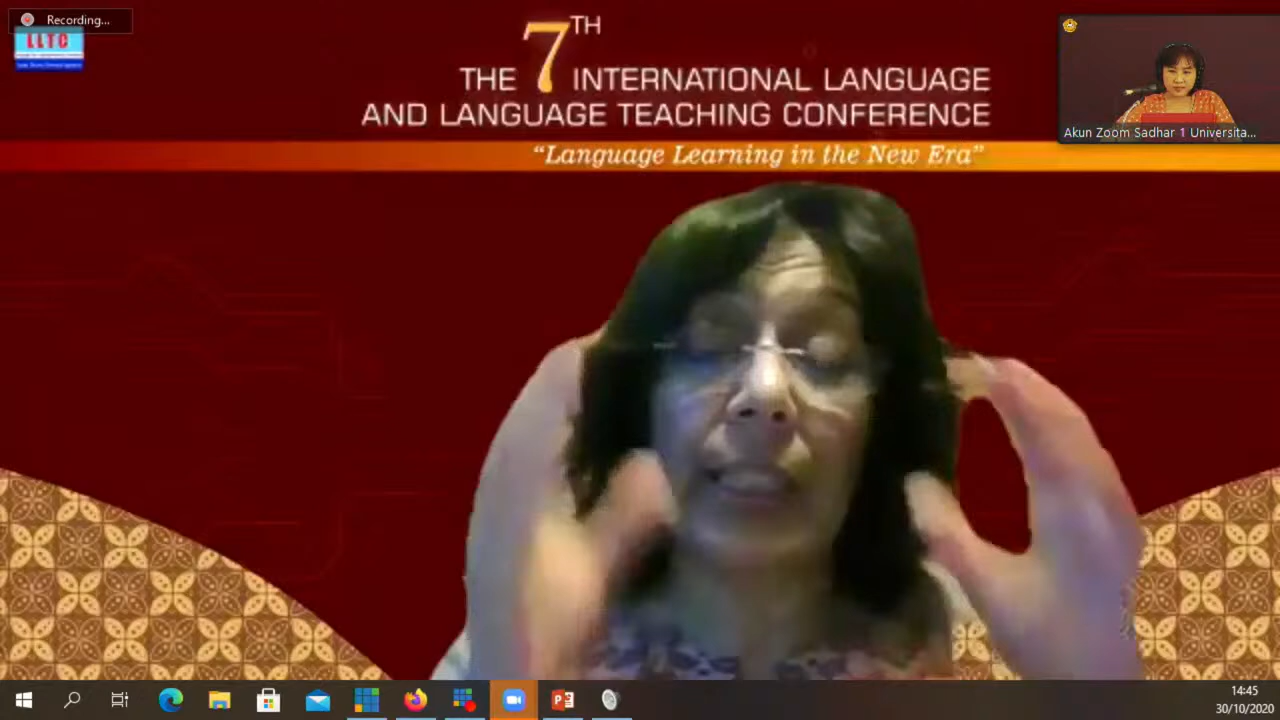 Recording...
LLTC
7TH
THE INTERNATIONAL LANGUAGE
AND LANGUAGE TEACHING CONFERENCE
“Language Learning in the New Era”
Akun Zoom Sadhar 1 Universita...
14:45
30/10/2020